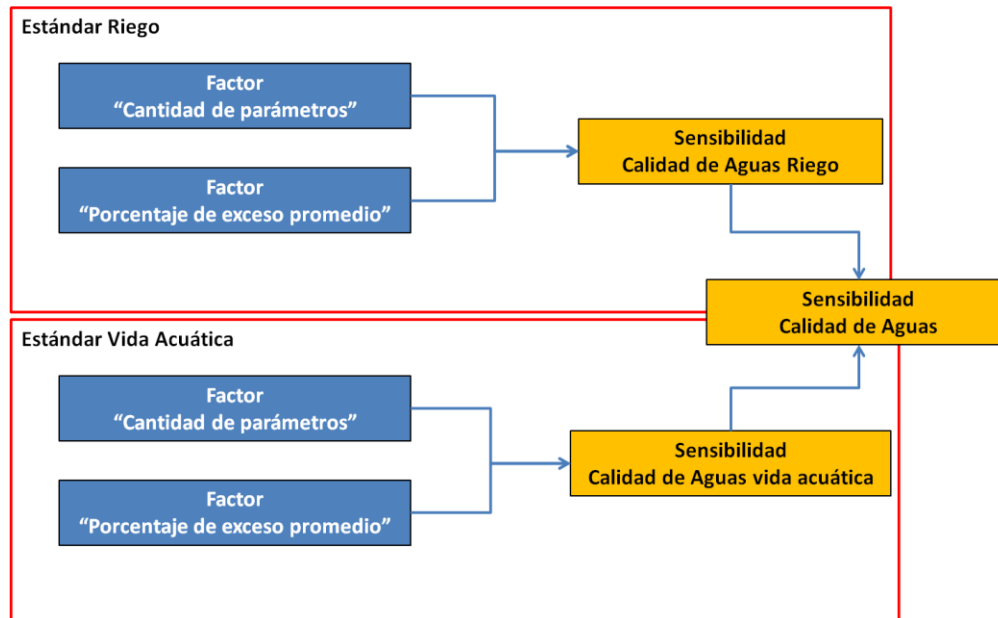 Estándar Riego
Factor
“Cantidad de parámetros”
Factor
“Porcentaje de exceso promedio”
Sensibilidad
Calidad de Aguas Riego
Sensibilidad
Calidad de Aguas
Estándar Vida Acuática
Factor
“Cantidad de parámetros”
Factor
“Porcentaje de exceso promedio”
Sensibilidad
Calidad de Aguas vida acuática